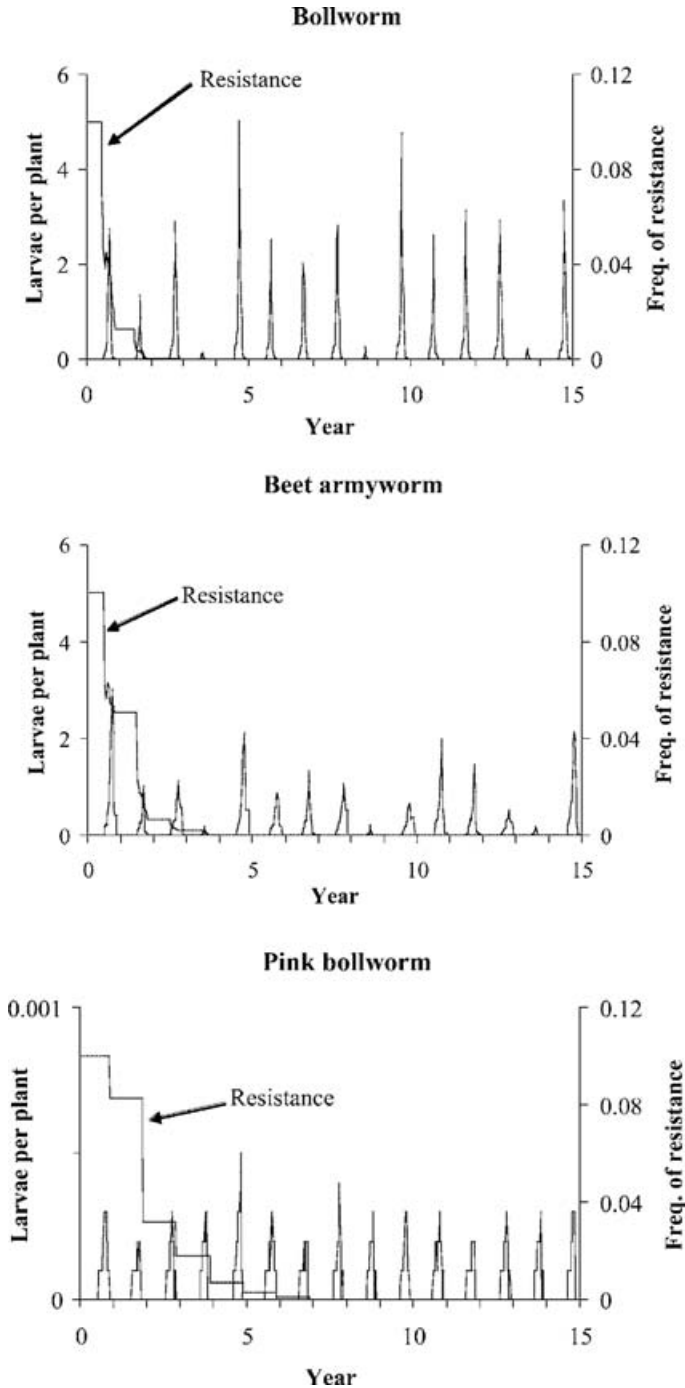 Bollworm
6 0.12
Resistance
4 0.08
2 0.04
0 0
0 5 10 15
Year
Larvae per plant
Freq. of resistance
Beet armyworm
6 0.12
Resistance
4 0.08
2 0.04
0 0
0 5 10 15
Year
Larvae per plant
Freq. of resistance
Pink bollworm
0.001 0.12
Resistance
0.08
0.04
0 0
0 5 10 15
Year
Larvae per plant
Freq. of resistance